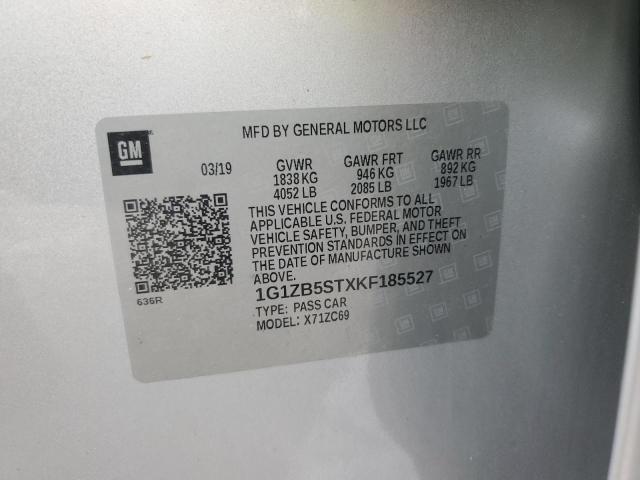 MFD BY GENERAL MOTORS LLC
GM
03/19 GVWR GAWR FRT GAWR RR
1838 KG 946 KG 892 KG
4052 LB 2085 LB 1967 LB
THIS VEHICLE CONFORMS TO ALL
APPLICABLE U.S. FEDERAL MOTOR
VEHICLE SAFETY, BUMPER, AND THEFT
PREVENTION STANDARDS IN EFFECT ON
THE DATE OF MANUFACTURE SHOWN
ABOVE.
1G1ZB5STXKF185527
636R
TYPE: PASS CAR
MODEL: X71ZC69